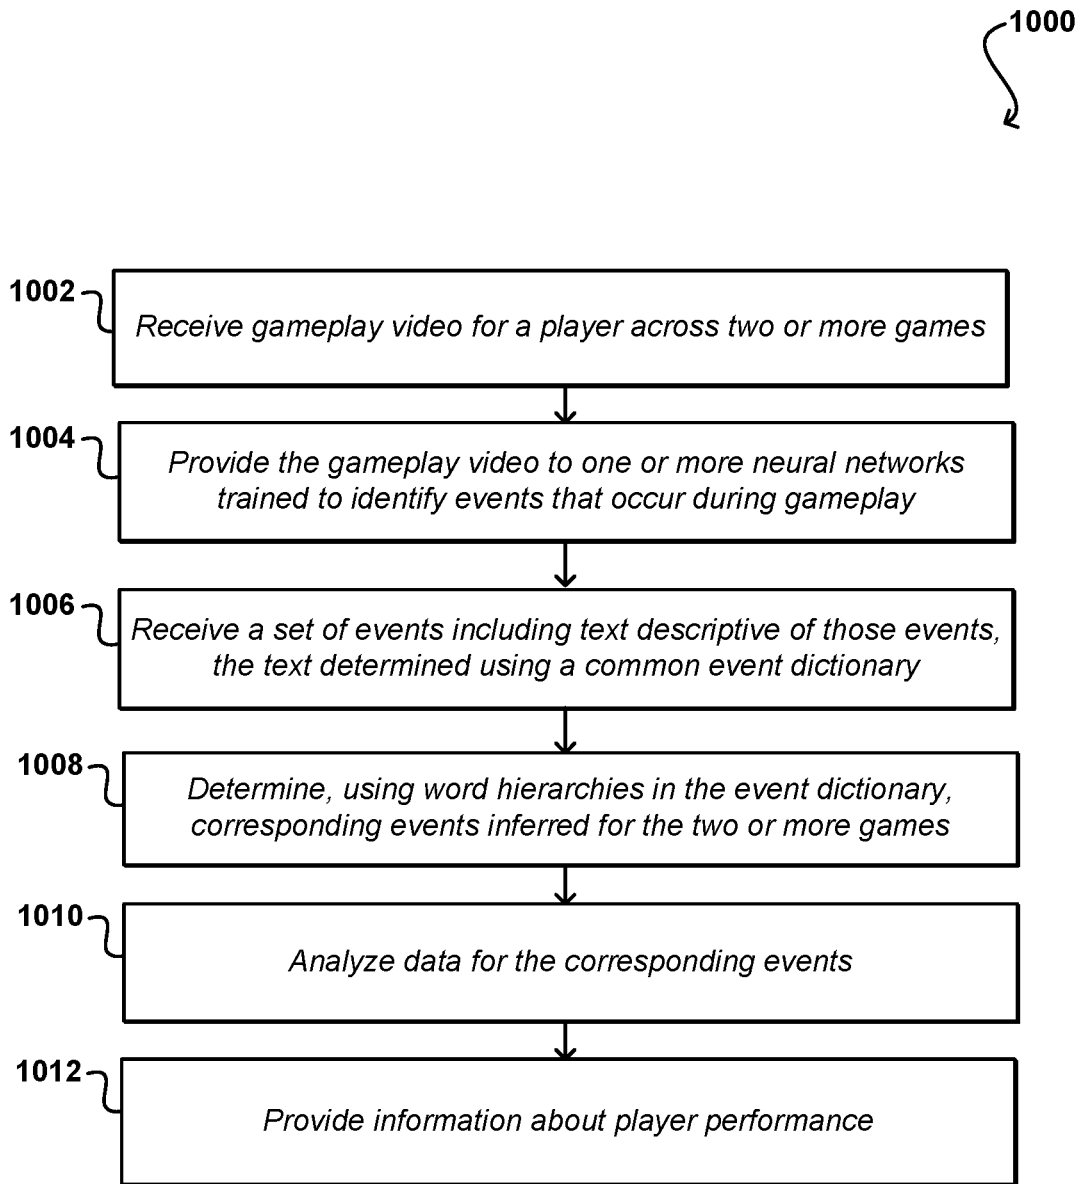 1000
1002
Receive gameplay video for a player across two or more games
1004
Provide the gameplay video to one or more neural networks
trained to identify events that occur during gameplay
1006
Receive a set of events including text descriptive of those events,
the text determined using a common event dictionary
1008
Determine, using word hierarchies in the event dictionary,
corresponding events inferred for the two or more games
1010
Analyze data for the corresponding events
1012
Provide information about player performance